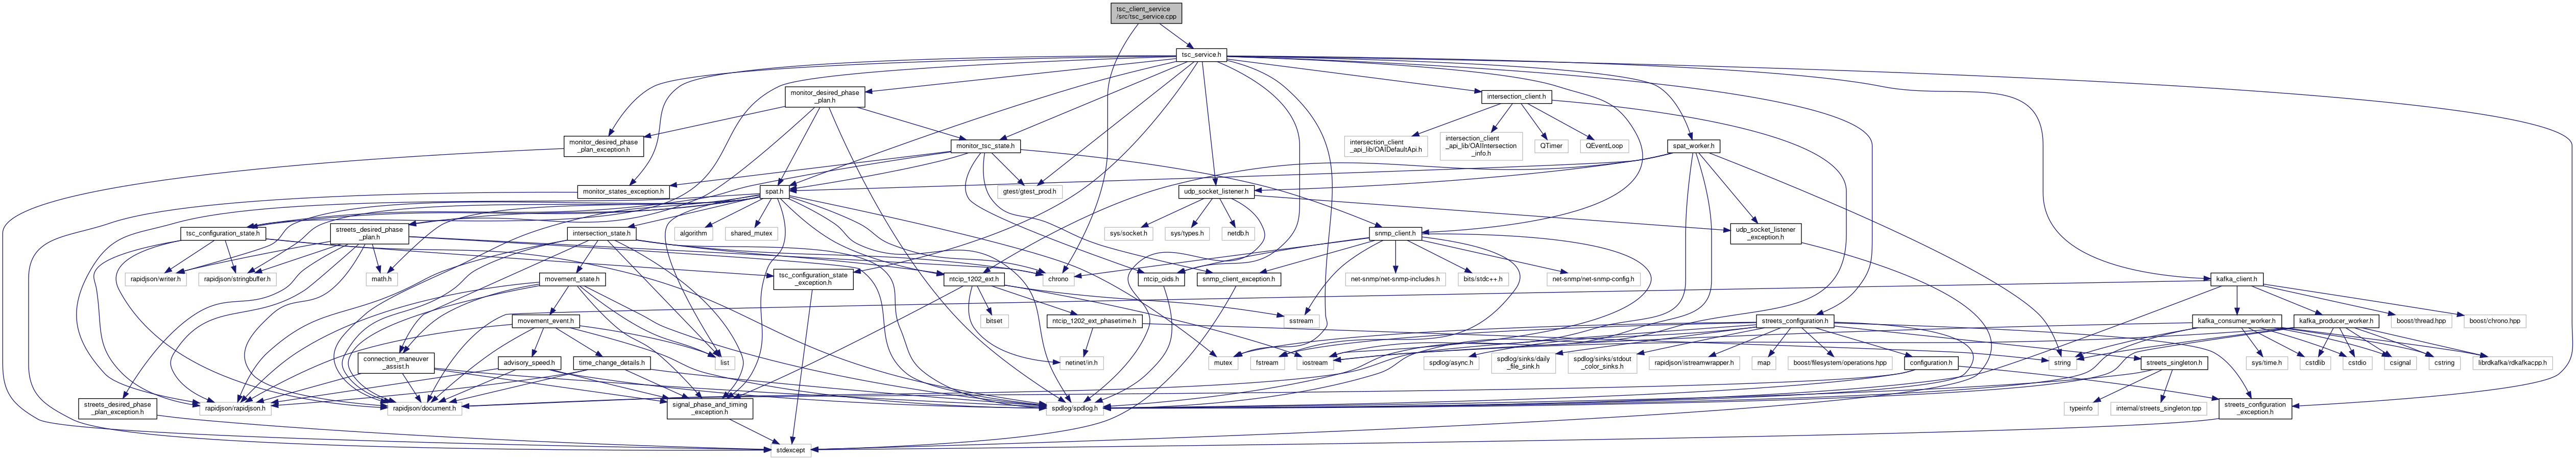 tsc_client_service
/src/tsc_service.cpp
tsc_service.h
monitor_desired_phase
_plan.h
intersection_client.h
monitor_desired_phase
_plan_exception.h
monitor_tsc_state.h
intersection_client
_api_lib/OAIDefaultApi.h
intersection_client
_api_lib/OAIIntersection
_info.h
QTimer
QEventLoop
spat_worker.h
monitor_states_exception.h
spat.h
gtest/gtest_prod.h
udp_socket_listener.h
tsc_configuration_state.h
streets_desired_phase
_plan.h
intersection_state.h
algorithm
shared_mutex
sys/socket.h
sys/types.h
netdb.h
snmp_client.h
udp_socket_listener
_exception.h
rapidjson/writer.h
rapidjson/stringbuffer.h
math.h
movement_state.h
tsc_configuration_state
_exception.h
ntcip_1202_ext.h
chrono
ntcip_oids.h
snmp_client_exception.h
net-snmp/net-snmp-includes.h
bits/stdc++.h
net-snmp/net-snmp-config.h
kafka_client.h
movement_event.h
bitset
ntcip_1202_ext_phasetime.h
sstream
streets_configuration.h
kafka_consumer_worker.h
kafka_producer_worker.h
boost/thread.hpp
boost/chrono.hpp
connection_maneuver
_assist.h
advisory_speed.h
time_change_details.h
list
netinet/in.h
mutex
fstream
iostream
spdlog/async.h
spdlog/sinks/daily
_file_sink.h
spdlog/sinks/stdout
_color_sinks.h
rapidjson/istreamwrapper.h
map
boost/filesystem/operations.hpp
configuration.h
string
streets_singleton.h
sys/time.h
cstdlib
cstdio
csignal
cstring
librdkafka/rdkafkacpp.h
streets_desired_phase
_plan_exception.h
rapidjson/rapidjson.h
rapidjson/document.h
signal_phase_and_timing
_exception.h
spdlog/spdlog.h
typeinfo
internal/streets_singleton.tpp
streets_configuration
_exception.h
stdexcept